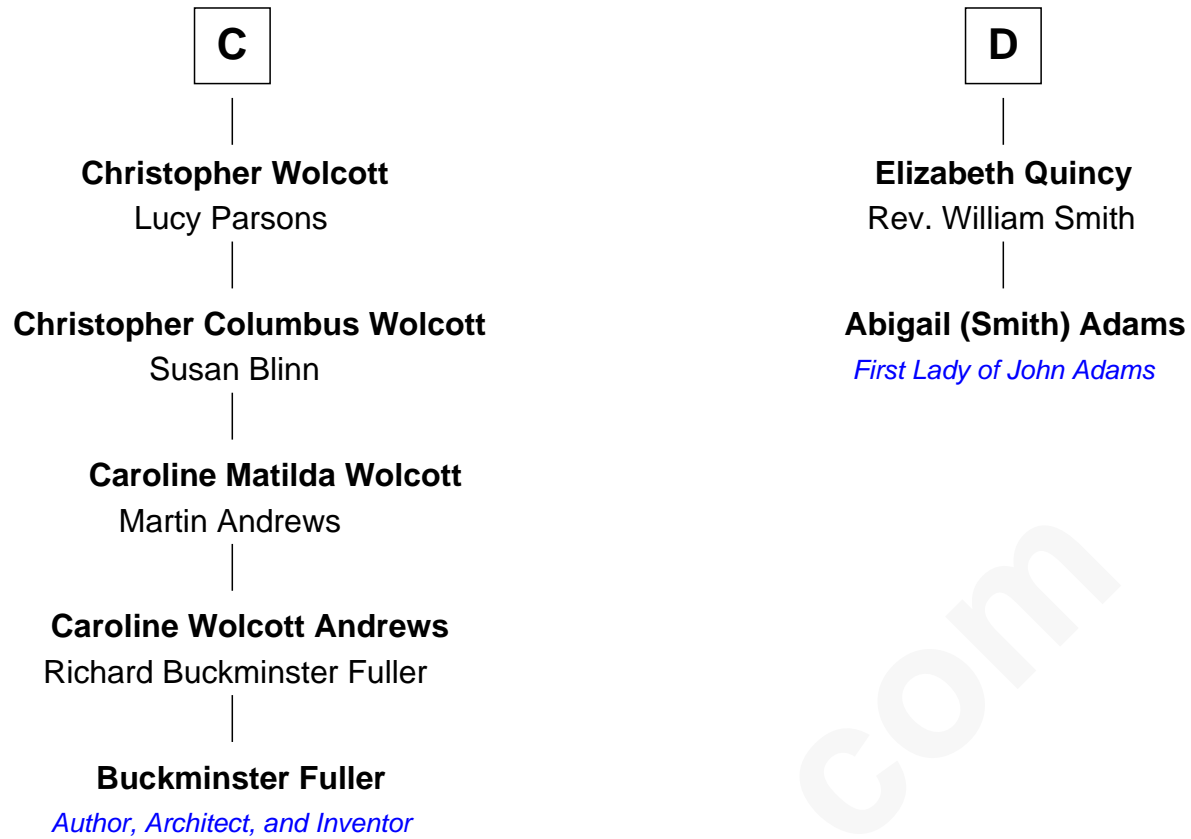 C
Christopher Wolcott
Lucy Parsons
Christopher Columbus Wolcott
Susan Blinn
Caroline Matilda Wolcott
Martin Andrews
Caroline Wolcott Andrews
Richard Buckminster Fuller
Buckminster Fuller
Author, Architect, and Inventor
D
Elizabeth Quincy
Rev. William Smith
Abigail (Smith) Adams
First Lady of John Adams
com